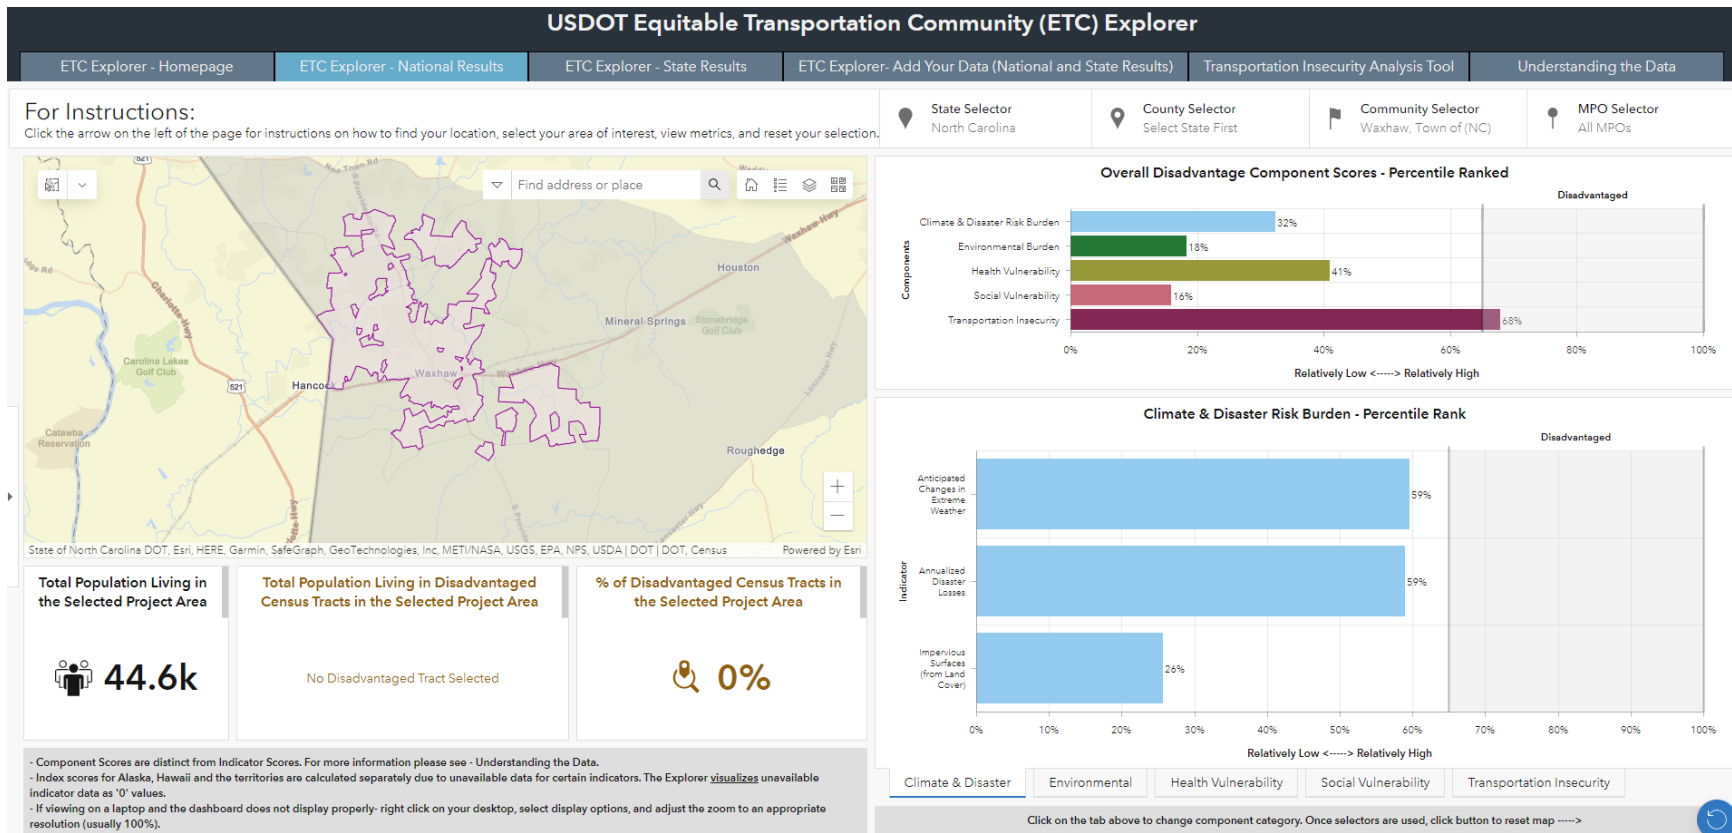 USDOT Equitable Transportation Community (ETC) Explorer
ETC Explorer - Homepage
ETC Explorer - National Results
ETC Explorer - State Results
ETC Explorer- Add Your Data (National and State Results)
Transportation Insecurity Analysis Tool
Understanding the Data
For Instructions:
Click the arrow on the left of the page for instructions on how to find your location, select your area of interest, view metrics, and reset your selection.
State Selector
North Carolina
County Selector
Select State First
Community Selector
Waxhaw, Town of (NC)
MPO Selector
All MPOs
521
New Town Rd
Find address or place
Waxhaw Hwy
Houston
Charlotte Hwy
Mineral Springs
Stonebridge
Golf Club
Carolina Lakes
Golf Club
Waxhaw
Waxhaw Hwy
Lancaster Hwy
521
Hancock
Catawba
Reservation
Roughedge
Lancaster Hwy
State of North Carolina DOT, Esri, HERE, Garmin, SafeGraph, GeoTechnologies, Inc, METI/NASA, USGS, EPA, NPS, USDA | DOT | DOT, Census
Powered by Esri
Total Population Living in
the Selected Project Area
44.6k
Total Population Living in Disadvantaged
Census Tracts in the Selected Project Area
No Disadvantaged Tract Selected
% of Disadvantaged Census Tracts in
the Selected Project Area
0%
- Component Scores are distinct from Indicator Scores. For more information please see - Understanding the Data.
- Index scores for Alaska, Hawaii and the territories are calculated separately due to unavailable data for certain indicators. The Explorer visualizes unavailable
indicator data as '0' values.
- If viewing on a laptop and the dashboard does not display properly- right click on your desktop, select display options, and adjust the zoom to an appropriate
resolution (usually 100%).
Overall Disadvantage Component Scores - Percentile Ranked
Disadvantaged
Components
Climate & Disaster Risk Burden
32%
Environmental Burden
18%
Health Vulnerability
41%
Social Vulnerability
16%
Transportation Insecurity
68%
0%
20%
40%
60%
80%
100%
Relatively Low <-----> Relatively High
Climate & Disaster Risk Burden - Percentile Rank
Disadvantaged
Indicator
Anticipated
Changes in
Extreme
Weather
59%
Annualized
Disaster
Losses
59%
Impervious
Surfaces
(from Land
Cover)
26%
0%
10%
20%
30%
40%
50%
60%
70%
80%
90%
100%
Relatively Low <-----> Relatively High
Climate & Disaster
Environmental
Health Vulnerability
Social Vulnerability
Transportation Insecurity
Click on the tab above to change component category. Once selectors are used, click button to reset map ----->